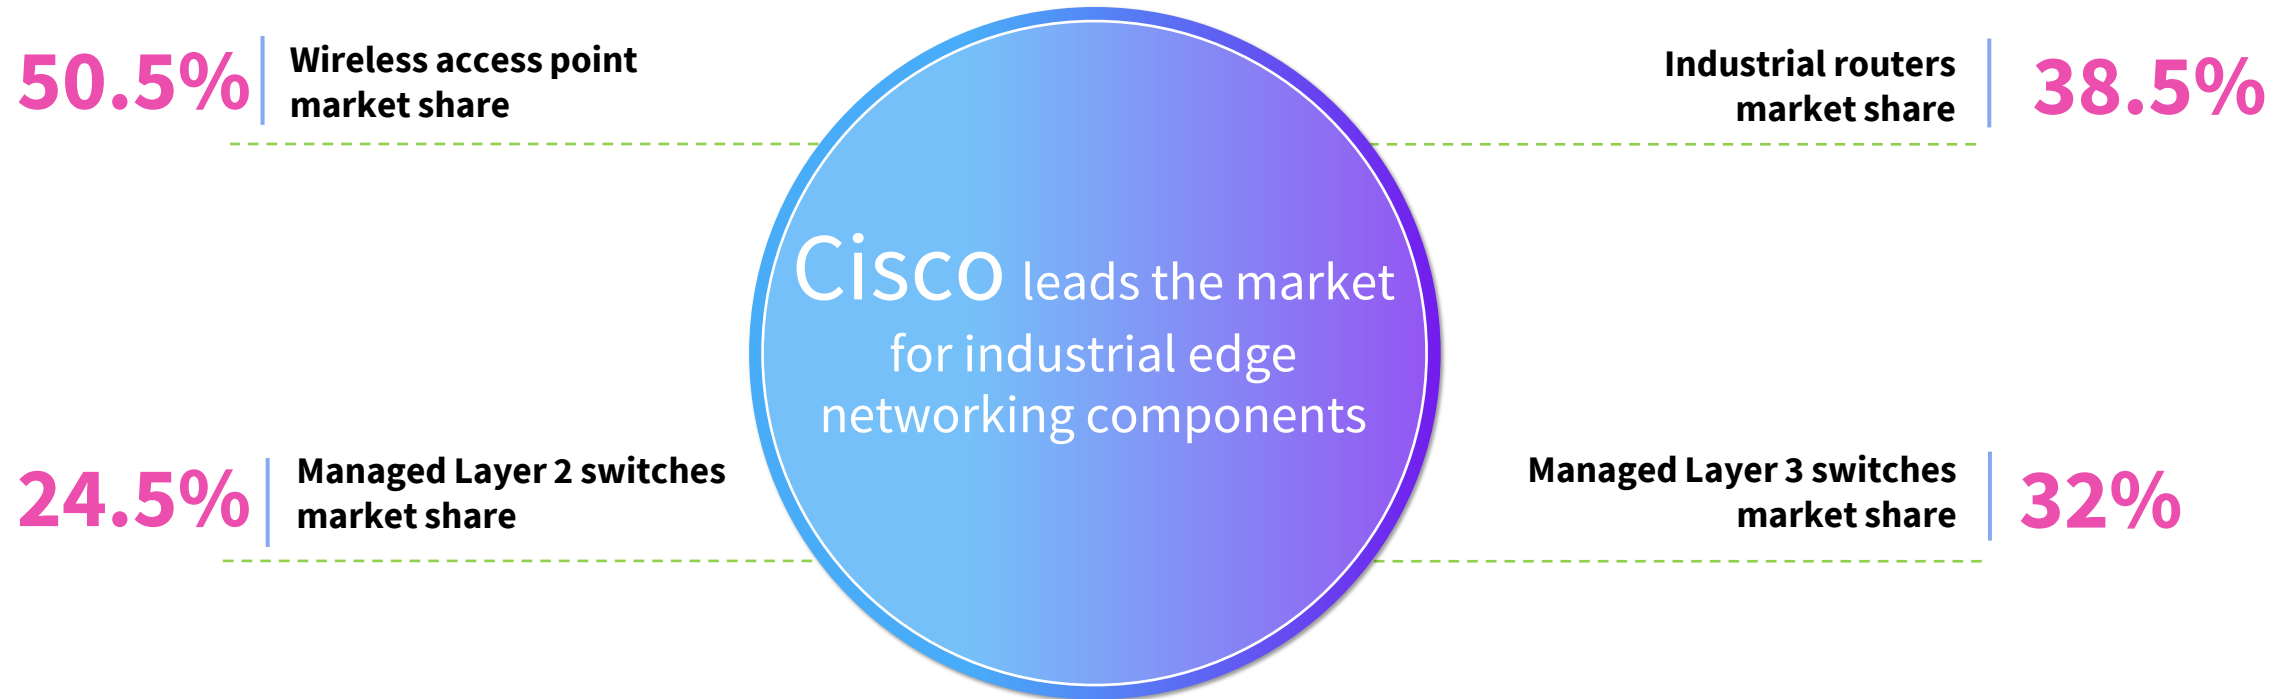 50.5%
Wireless access point
market share
Industrial routers
market share
38.5%
Cisco leads the market
for industrial edge
networking components
24.5%
Managed Layer 2 switches
market share
Managed Layer 3 switches
market share
32%